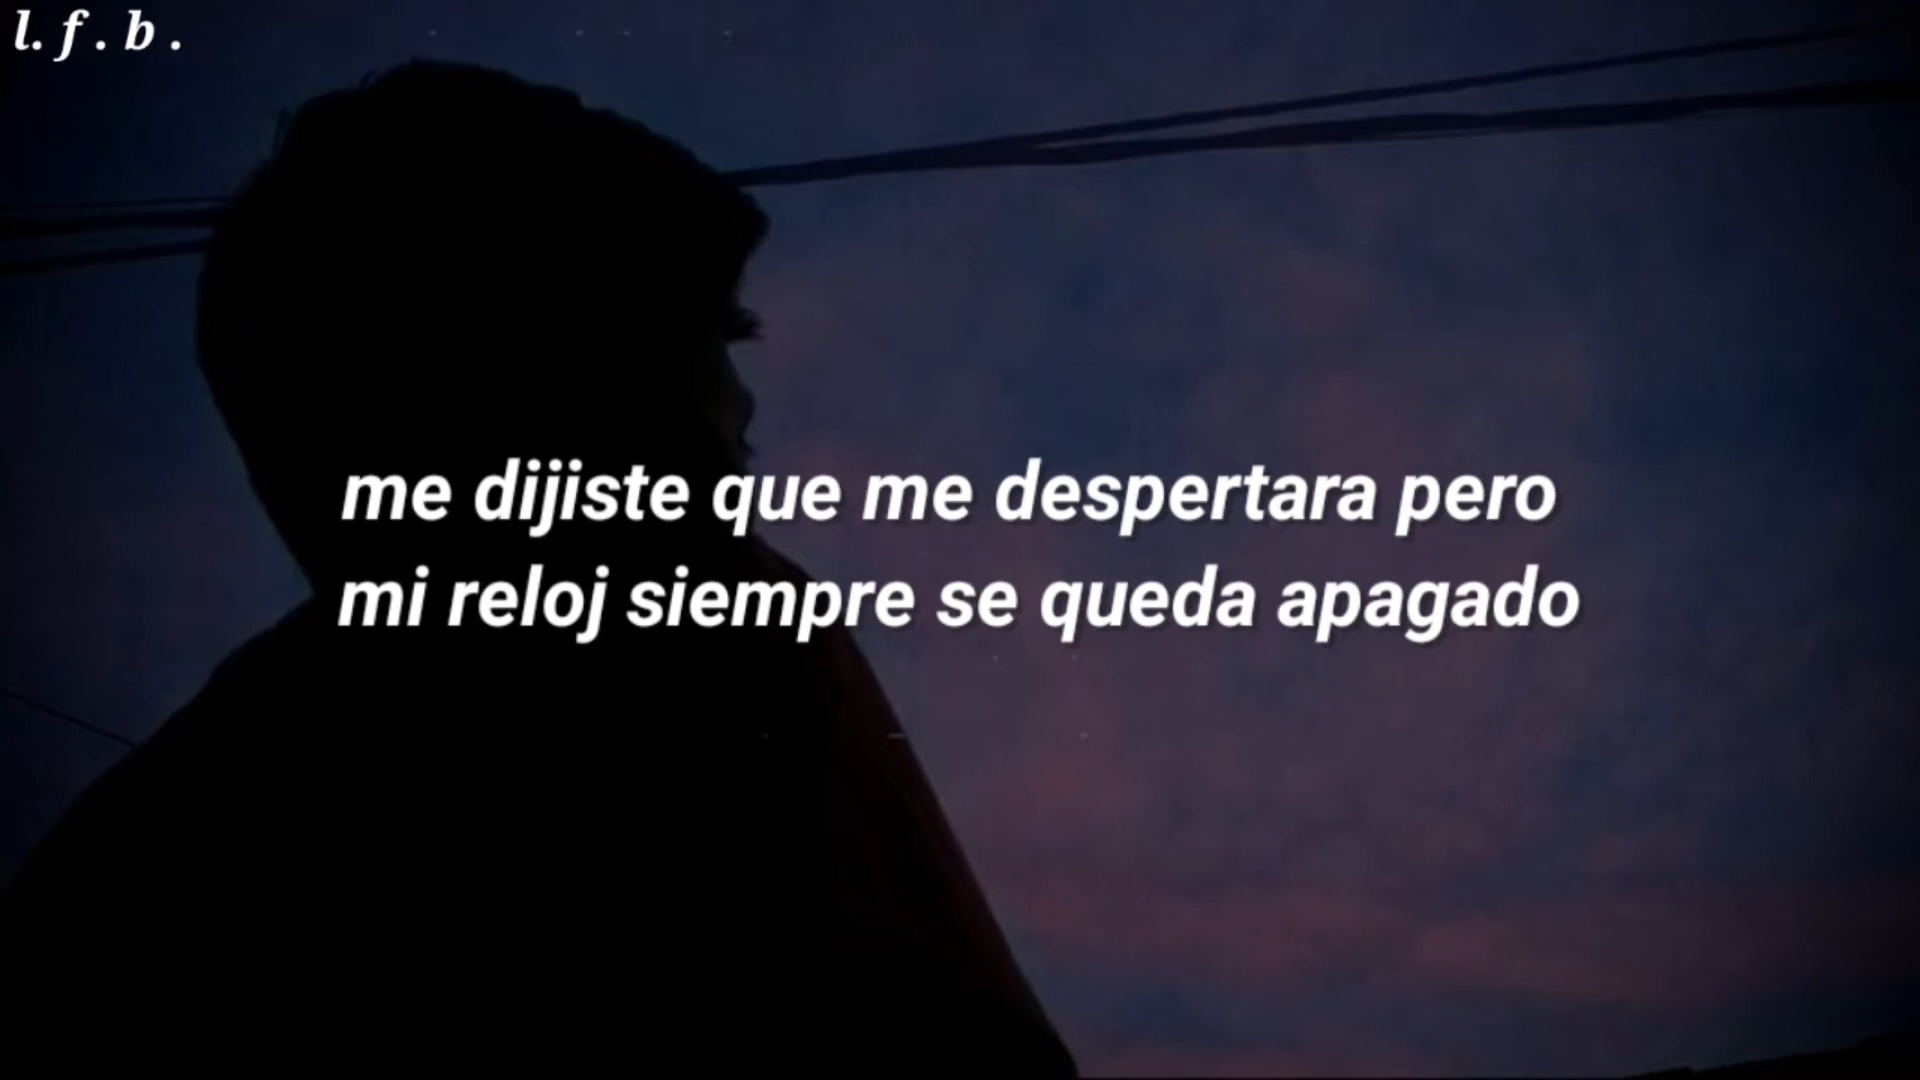 l. f . b .
me dijiste que me despertara pero
mi reloj siempre se queda apagado